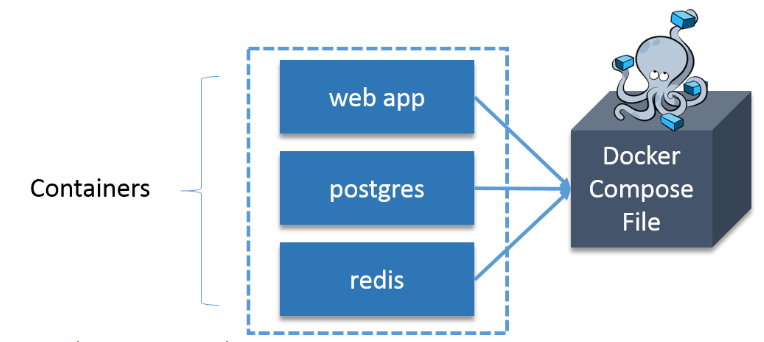 web app
Containers
postgres
redis
Docker
Compose
File